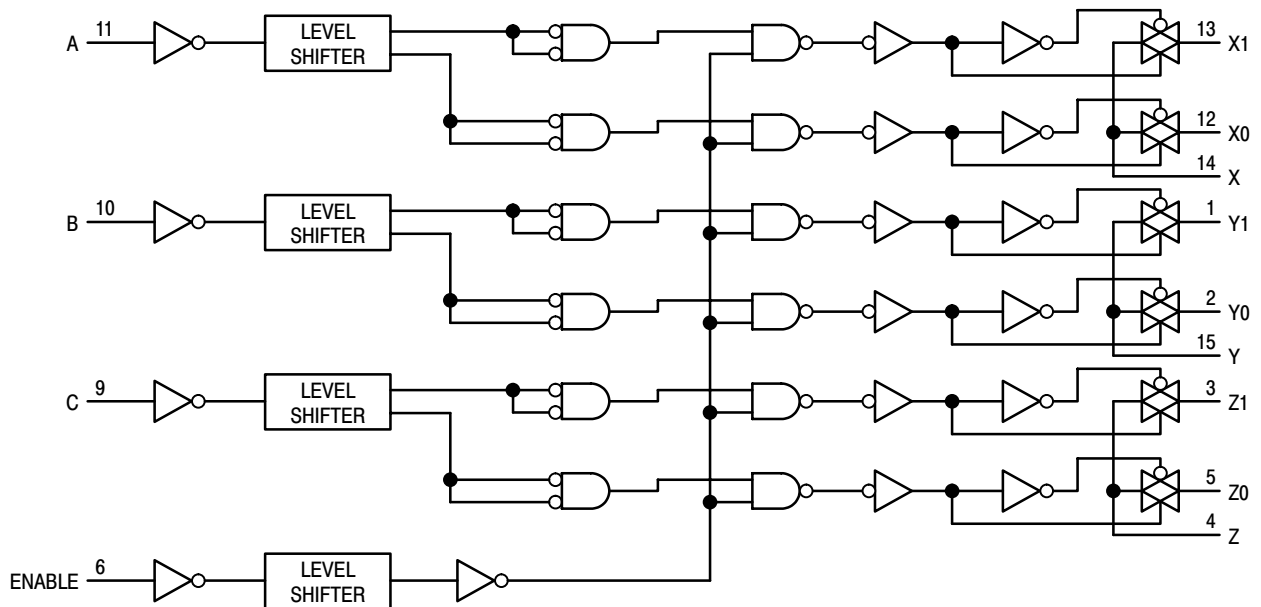 A 11 LEVEL SHIFTER 13 X1
12 X0
14 X
B 10 LEVEL SHIFTER 1 Y1
2 Y0
15 Y
C 9 LEVEL SHIFTER 3 Z1
5 Z0
4 Z
ENABLE 6 LEVEL SHIFTER